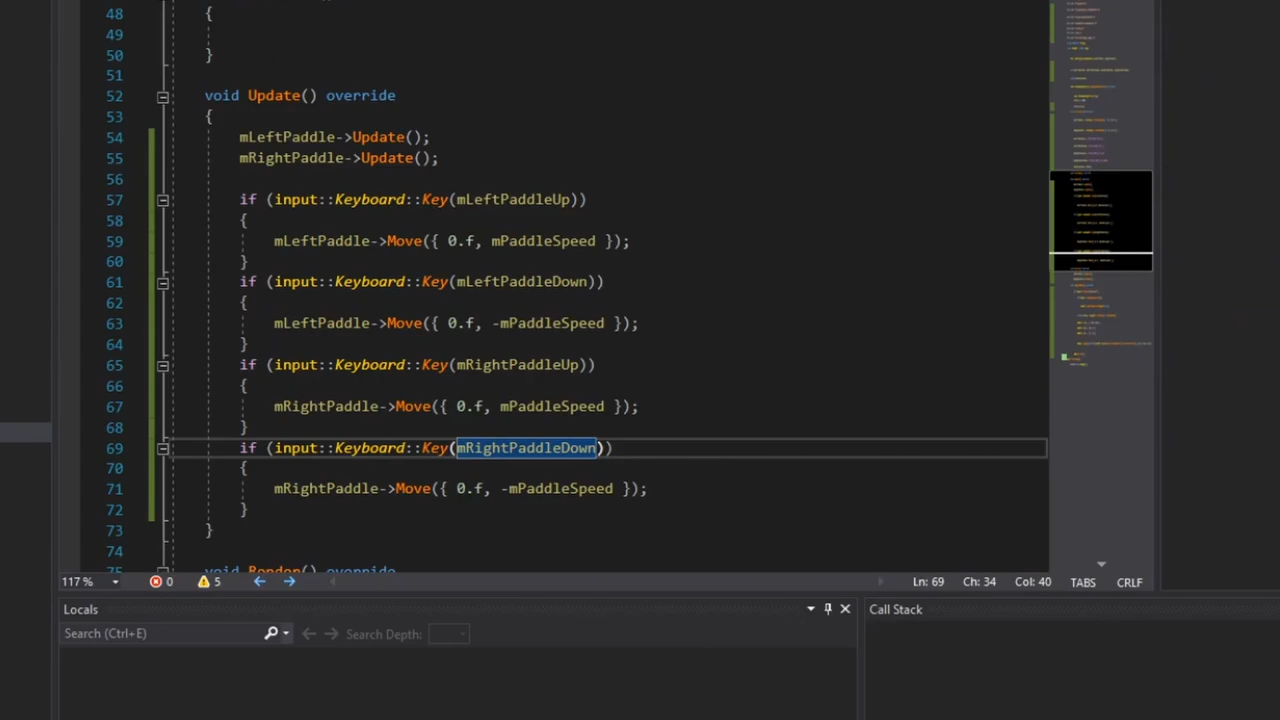 48 {
49
50 }
51
52 void Update() override
53 {
54 mLeftPaddle->Update();
55 mRightPaddle->Update();
56
57 if (input::Keyboard::Key(mLeftPaddleUp))
58 {
59 mLeftPaddle->Move({ 0.f, mPaddleSpeed });
60 }
61 if (input::Keyboard::Key(mLeftPaddleDown))
62 {
63 mLeftPaddle->Move({ 0.f, -mPaddleSpeed });
64 }
65 if (input::Keyboard::Key(mRightPaddleUp))
66 {
67 mRightPaddle->Move({ 0.f, mPaddleSpeed });
68 }
69 if (input::Keyboard::Key(mRightPaddleDown))
70 {
71 mRightPaddle->Move({ 0.f, -mPaddleSpeed });
72 }
73 }
74
75 void Render() override
117 % 0 5 Ln: 69 Ch: 34 Col: 40 TABS CRLF
Locals
Call Stack
Search (Ctrl+E) Search Depth: